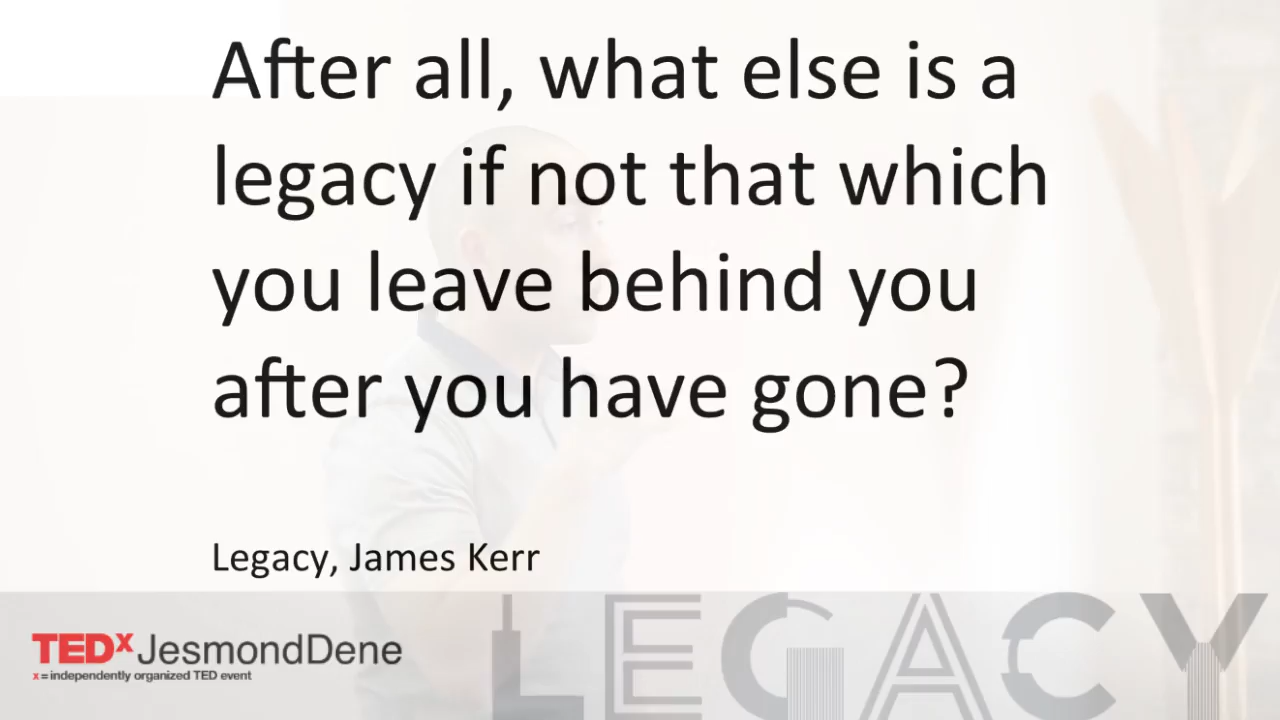 After all, what else is a
legacy if not that which
you leave behind you
after you have gone?
Legacy, James Kerr
TEDx JesmondDene
x = independently organized TED event
LEGACY